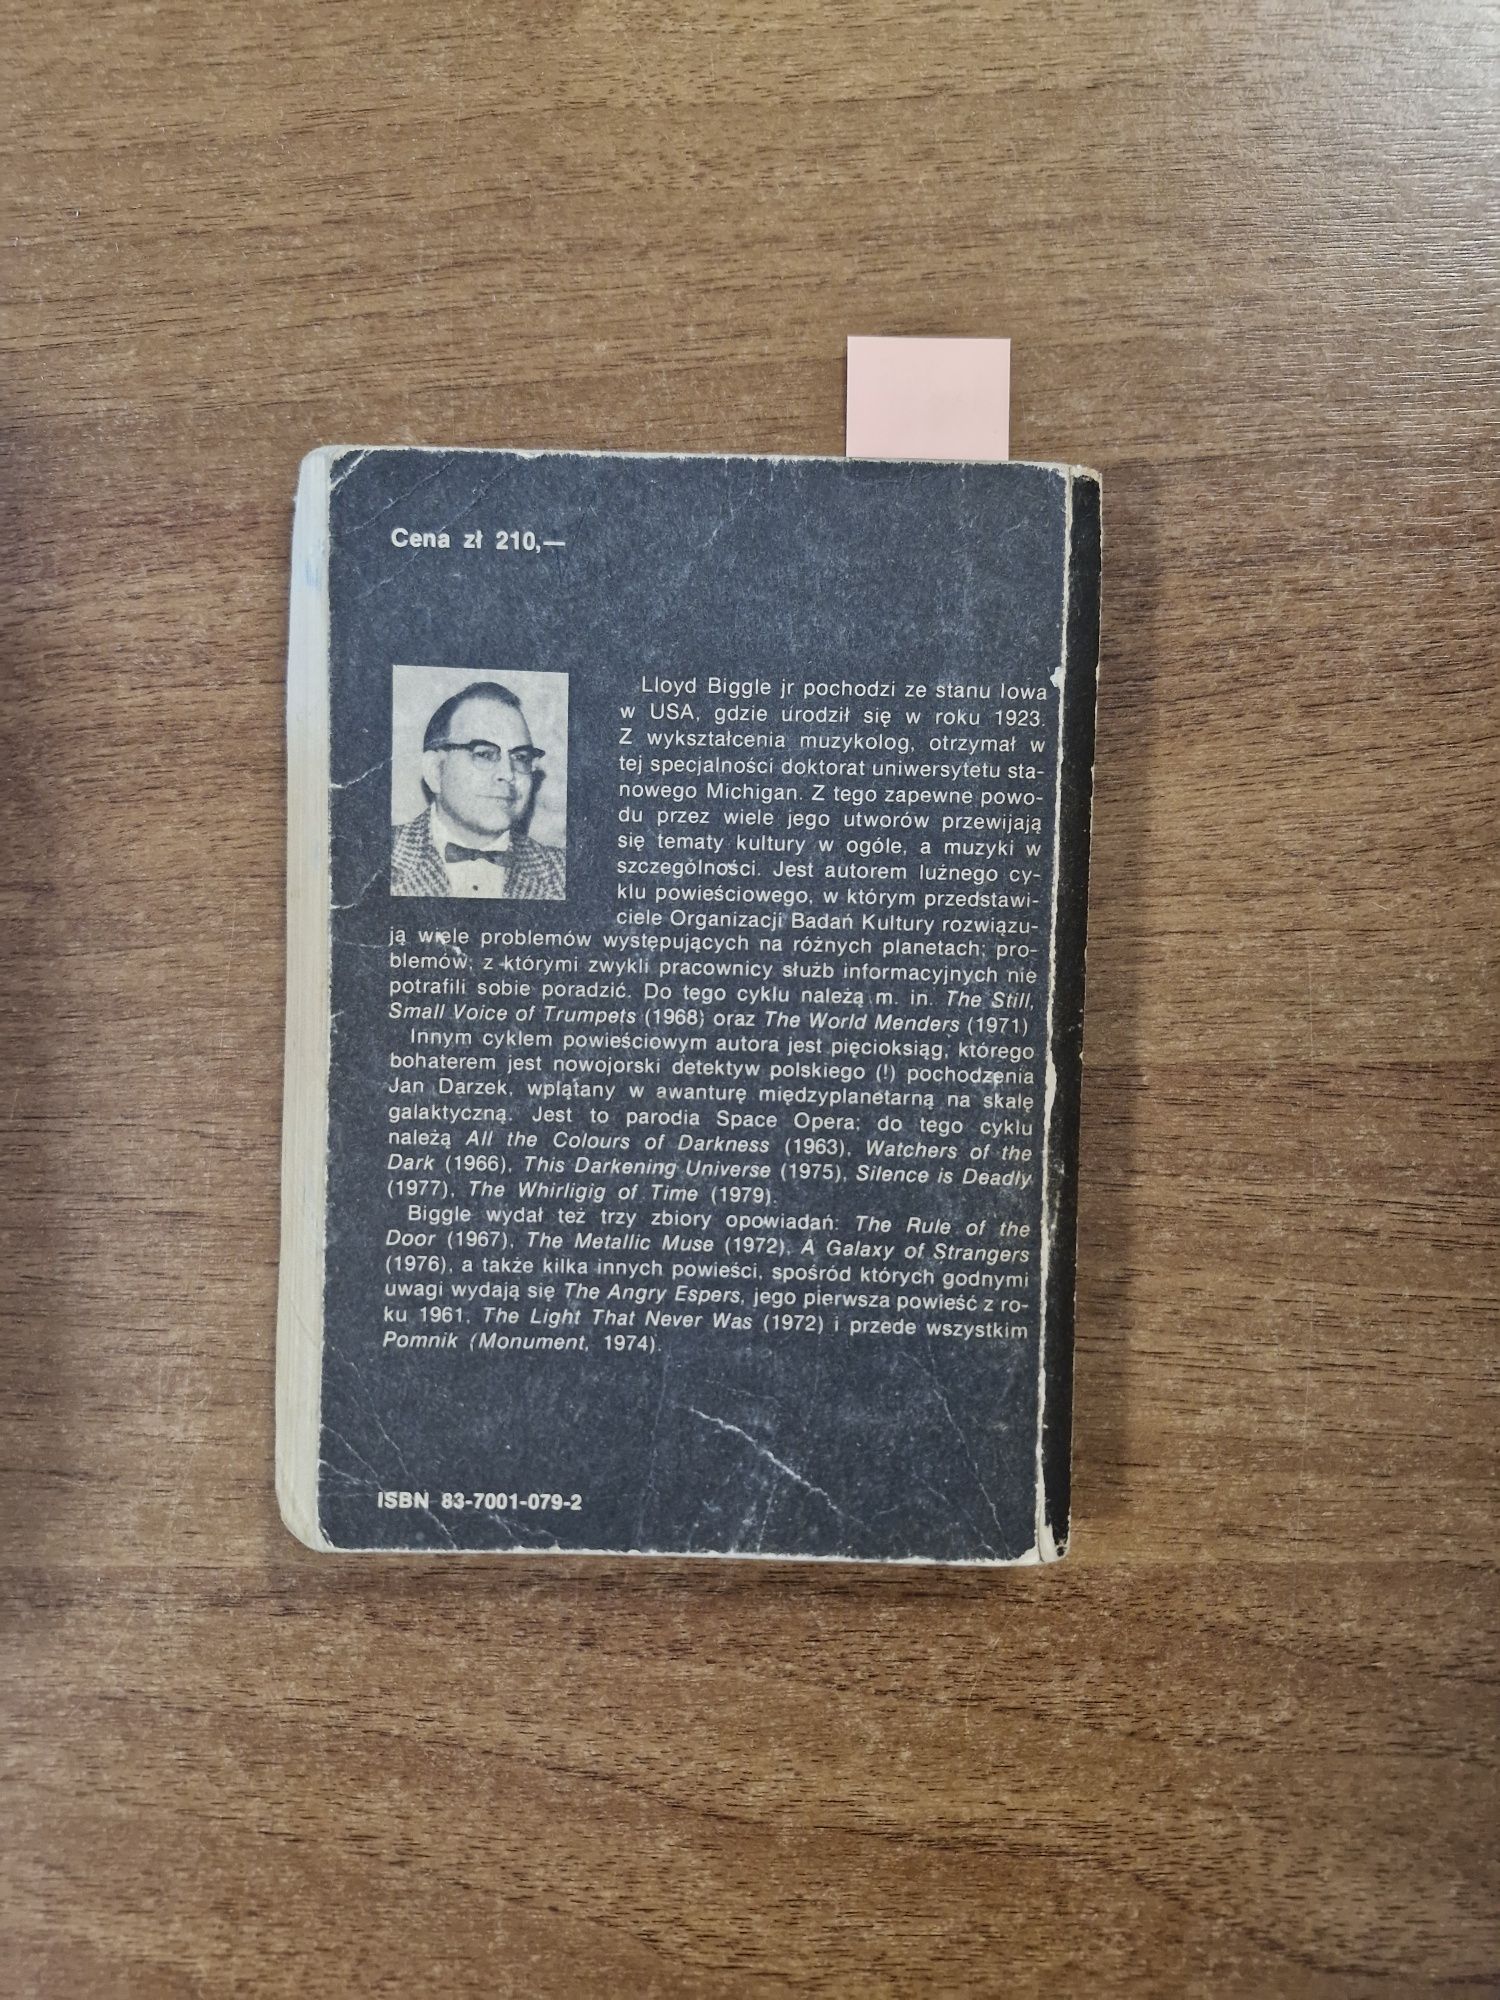 Cena zł 210,—
Lloyd Biggle jr pochodzi ze stanu Iowa
w USA, gdzie urodził się w roku 1923.
Z wykształcenia muzykolog, otrzymał w
tej specjalności doktorat uniwersytetu sta-
nowego Michigan. Z tego zapewne powo-
du przez wiele jego utworów przewijają
się tematy kultury w ogóle, a muzyki w
szczególności. Jest autorem luźnego cy-
klu powieściowego, w którym przedstawi-
ciele Organizacji Badań Kultury rozwiązu-
ją wiele problemów występujących na różnych planetach; pro-
blemów, z którymi zwykli pracownicy służb informacyjnych nie
potrafili sobie poradzić. Do tego cyklu należą m. in. The Still,
Small Voice of Trumpets (1968) oraz The World Menders (1971)
Innym cyklem powieściowym autora jest pięcioksiąg, którego
bohaterem jest nowojorski detektyw polskiego (!) pochodzenia
Jan Darzek, wplątany w awanturę międzyplanetarną na skalę
galaktyczną. Jest to parodia Space Opera; do tego cyklu
należą All the Colours of Darkness (1963), Watchers of the
Dark (1966), This Darkening Universe (1975), Silence is Deadly
(1977), The Whirligig of Time (1979).
Biggle wydał też trzy zbiory opowiadań: The Rule of the
Door (1967), The Metallic Muse (1972), A Galaxy of Strangers
(1976), a także kilka innych powieści, spośród których godnymi
uwagi wydają się The Angry Espers, jego pierwsza powieść z ro-
ku 1961, The Light That Never Was (1972) i przede wszystkim
Pomnik (Monument, 1974).
ISBN 83-7001-079-2